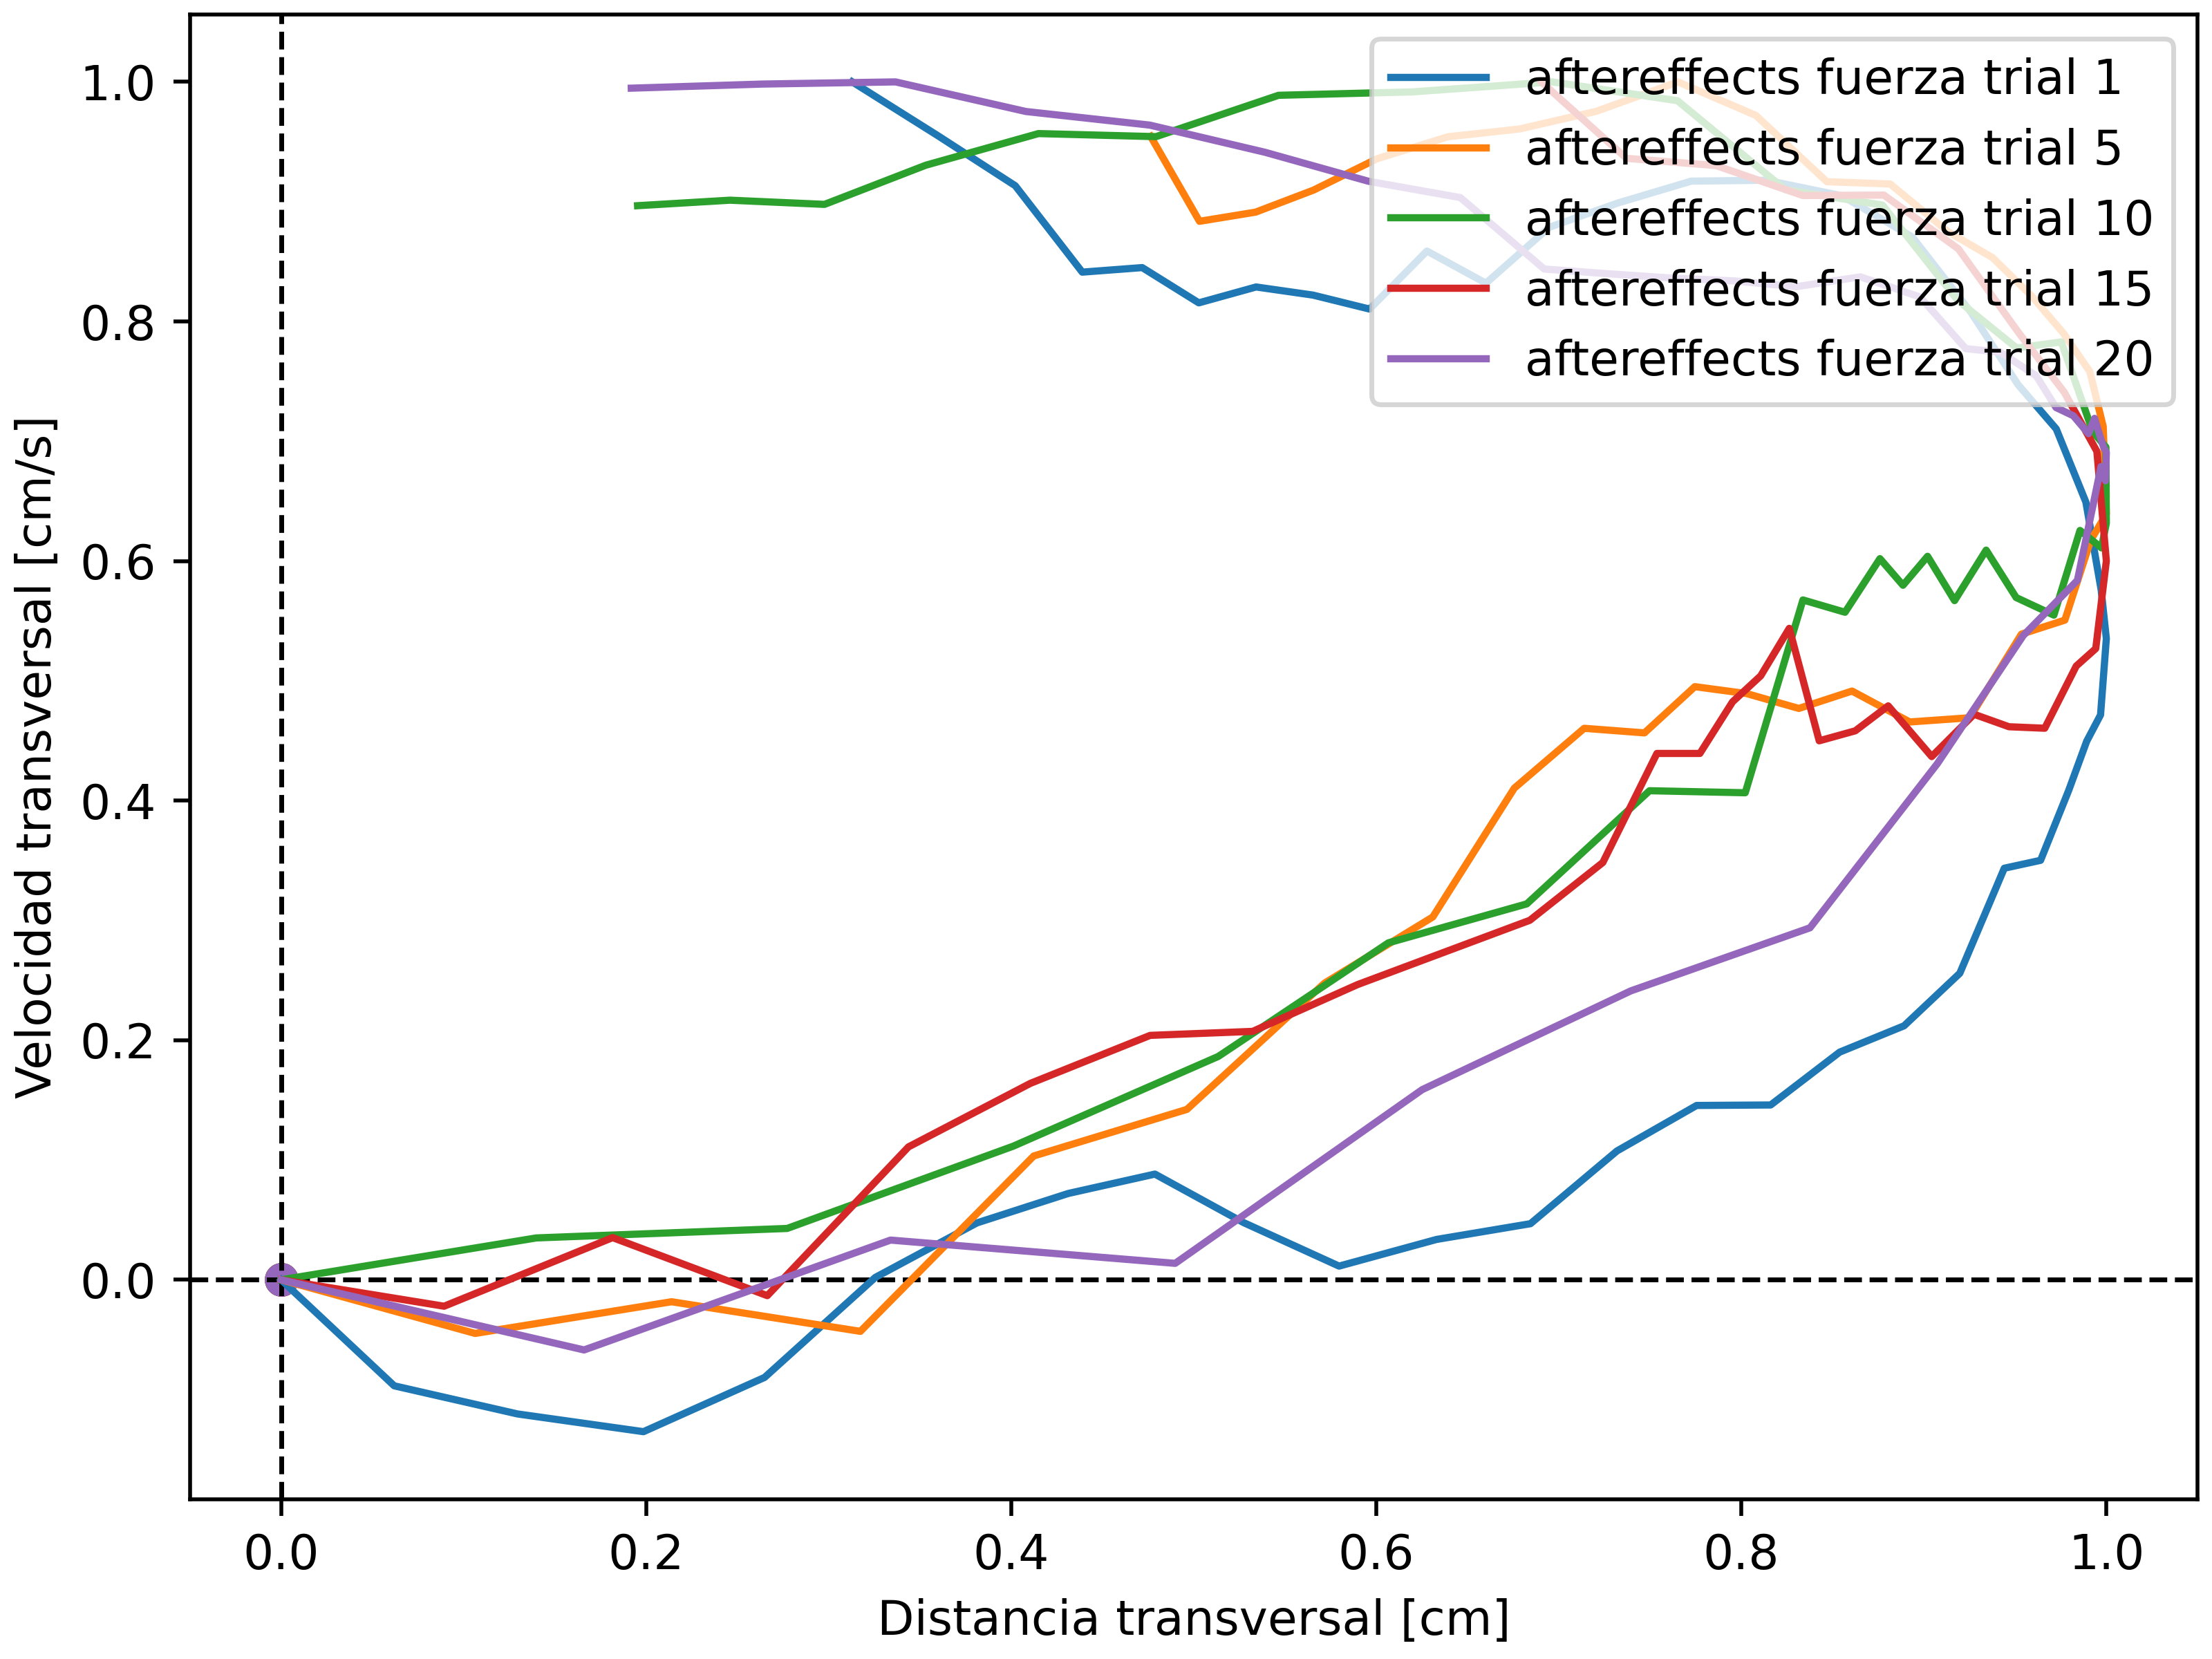 aftereffects fuerza trial 1
aftereffects fuerza trial 5
aftereffects fuerza trial 10
aftereffects fuerza trial 15
aftereffects fuerza trial 20
Velocidad transversal [cm/s]
1.0
0.8
0.6
0.4
0.2
0.0
0.0 0.2 0.4 0.6 0.8 1.0
Distancia transversal [cm]